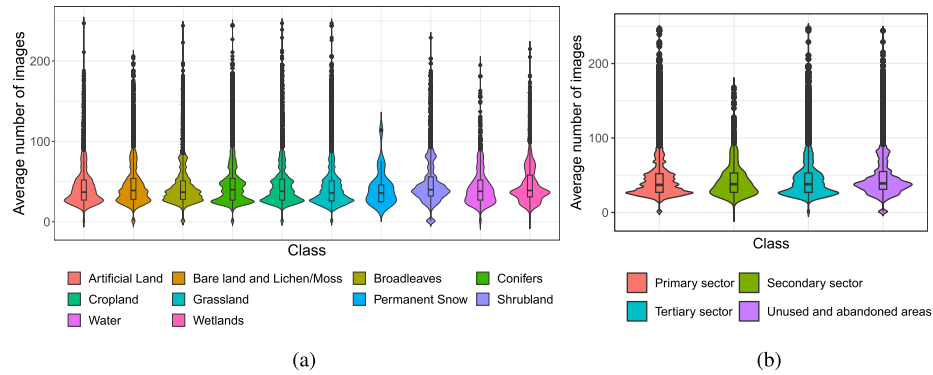 Average number of images
200
100
0
Class
Artificial Land
Bare land and Lichen/Moss
Broadleaves
Conifers
Cropland
Grassland
Permanent Snow
Shrubland
Water
Wetlands
(a)
Average number of images
200
100
0
Class
Primary sector
Secondary sector
Tertiary sector
Unused and abandoned areas
(b)